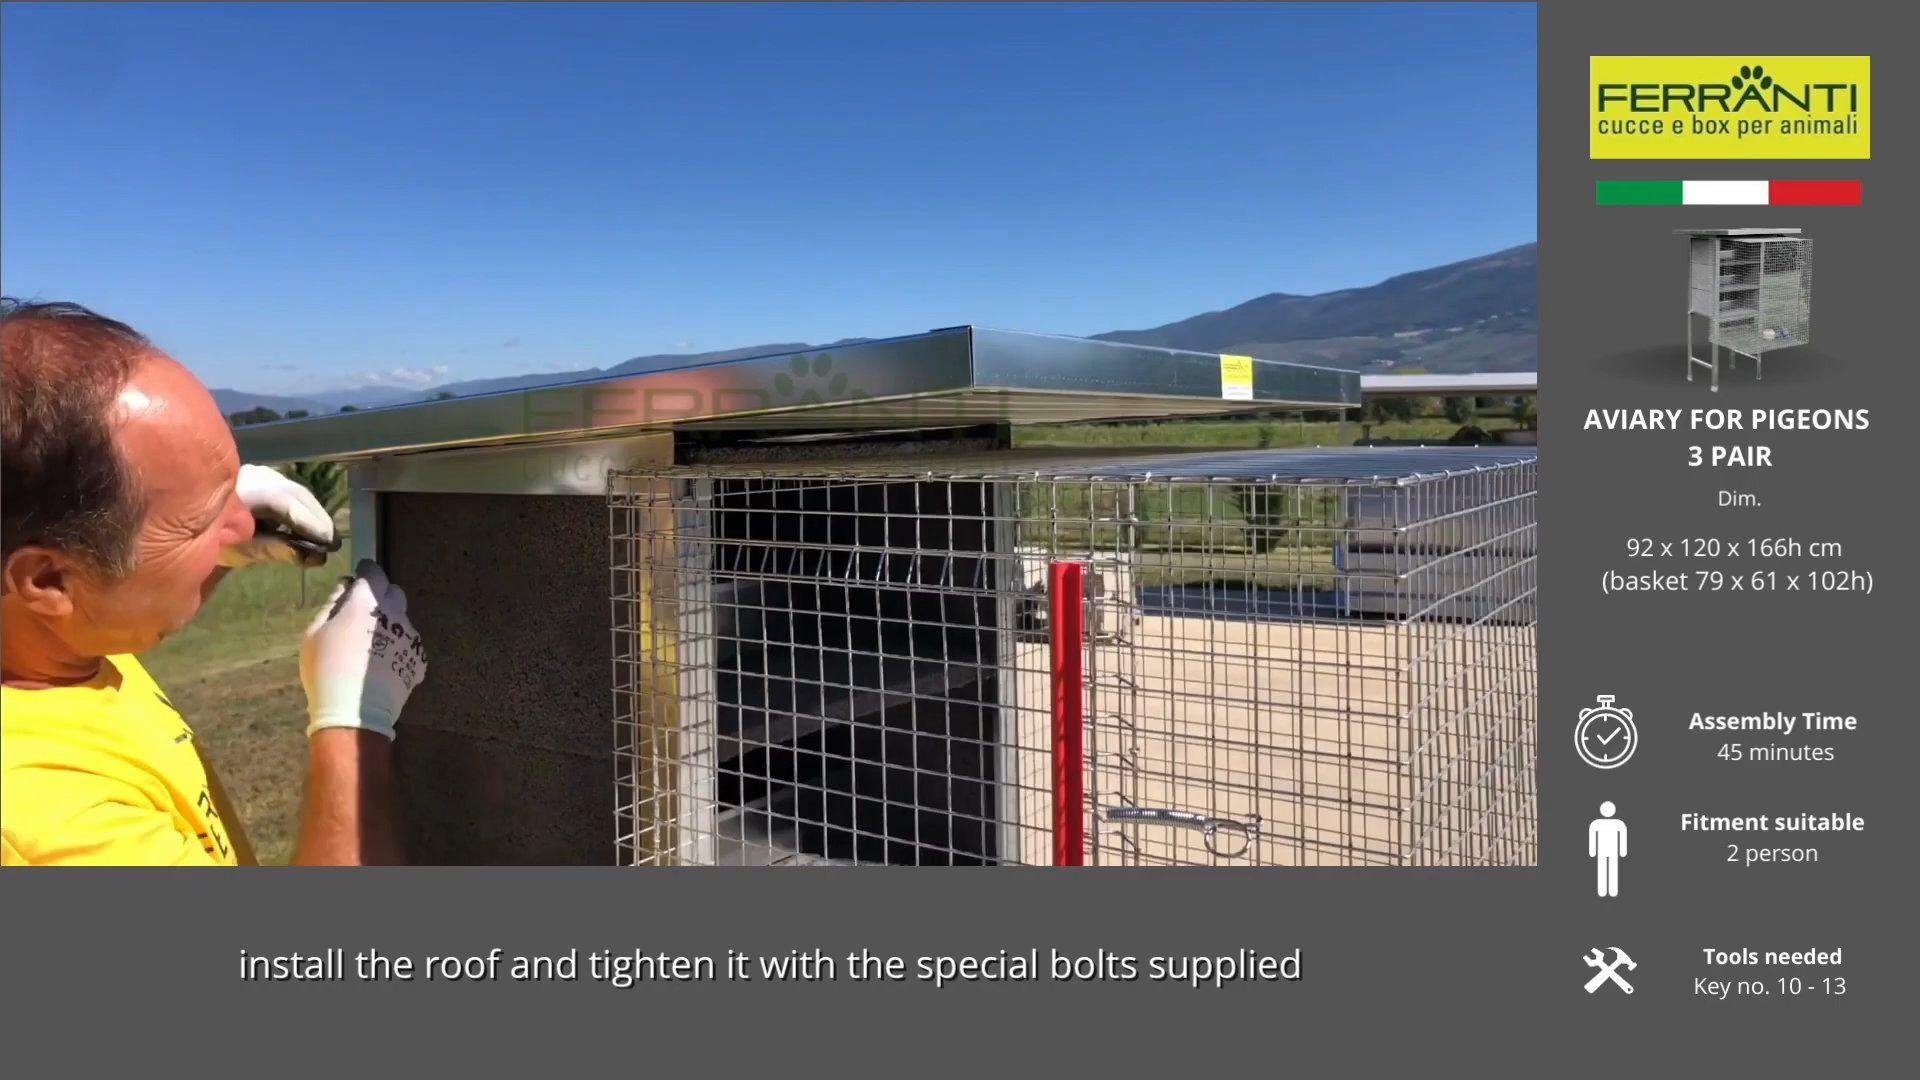 FERRANTI
cucce e box per animali
AVIARY FOR PIGEONS
3 PAIR
Dim.
92 x 120 x 166h cm
(basket 79 x 61 x 102h)
Assembly Time
45 minutes
Fitment suitable
2 person
Tools needed
Key no. 10 - 13
FERRANTI
install the roof and tighten it with the special bolts supplied